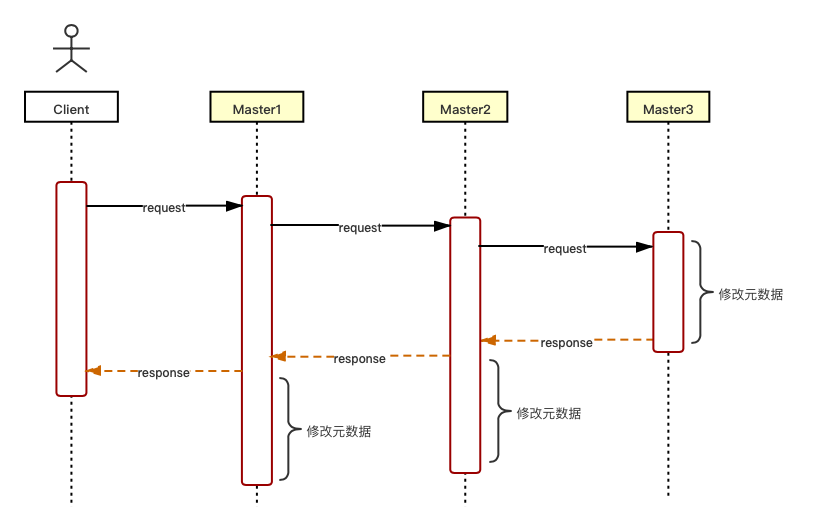 Client
Master1
Master2
Master3
request
request
request
修改元数据
response
response
response
修改元数据
修改元数据